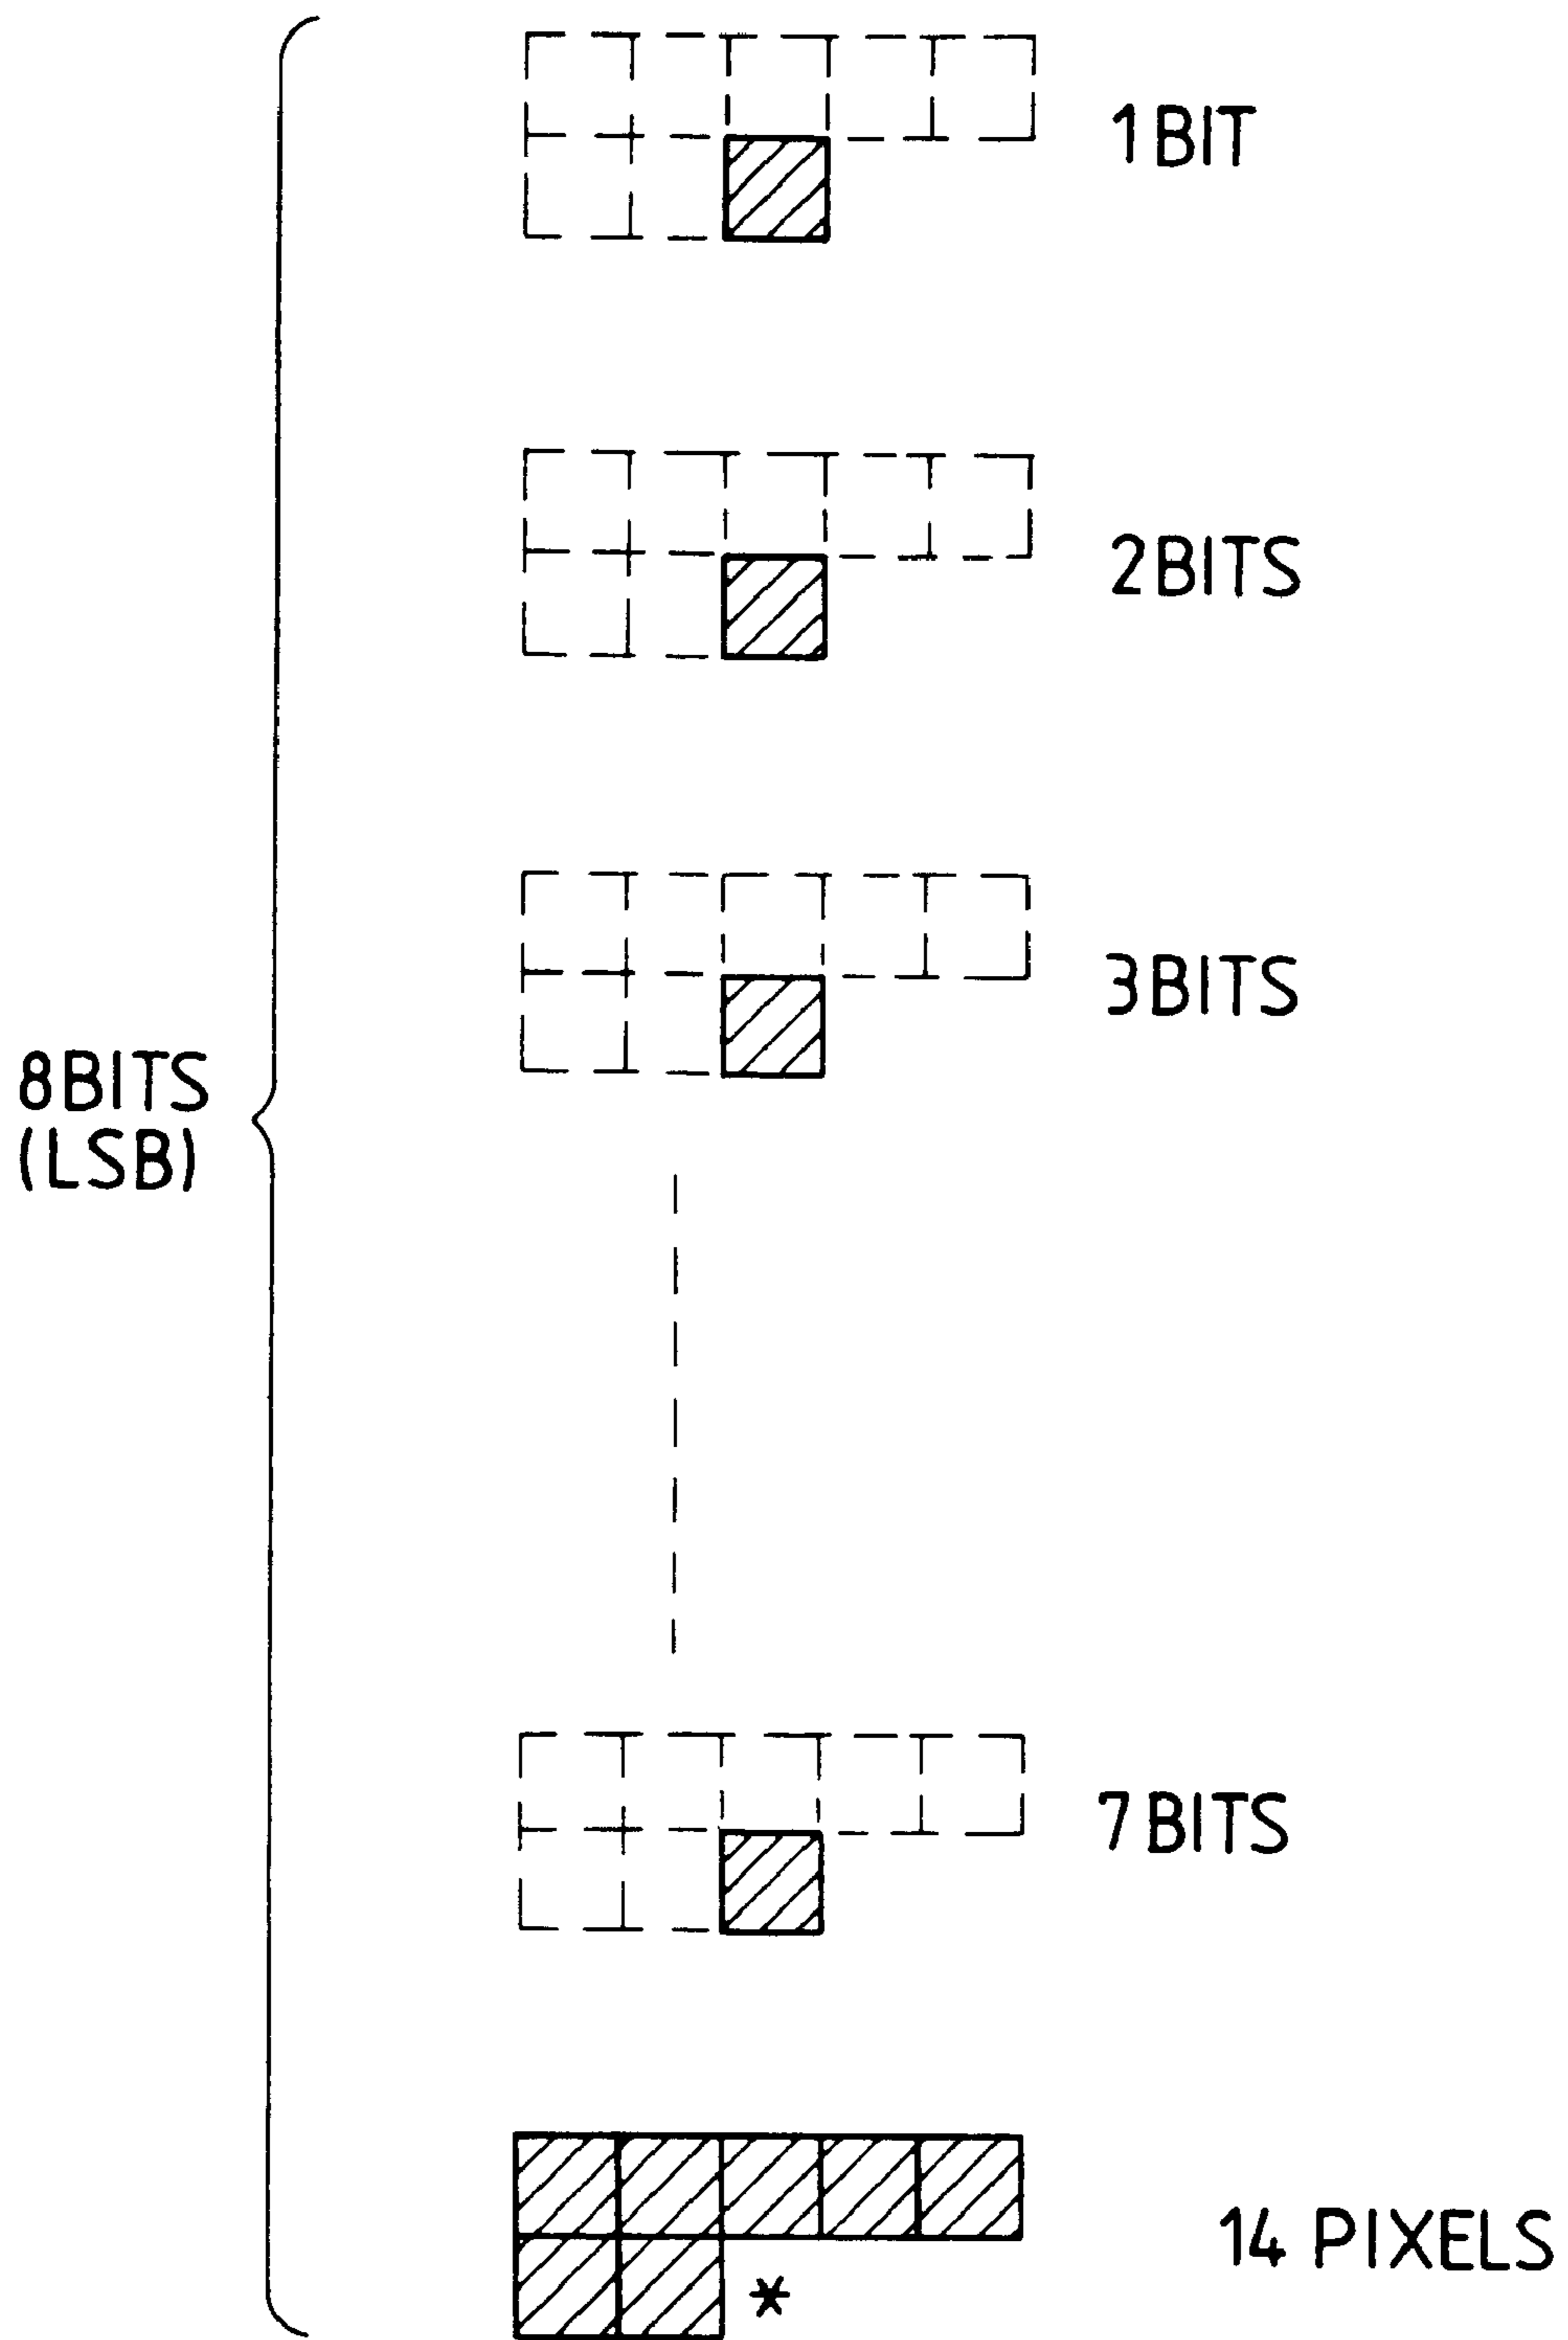 1 BIT
2 BITS
3 BITS
8 BITS
(LSB)
7 BITS
14 PIXELS
*